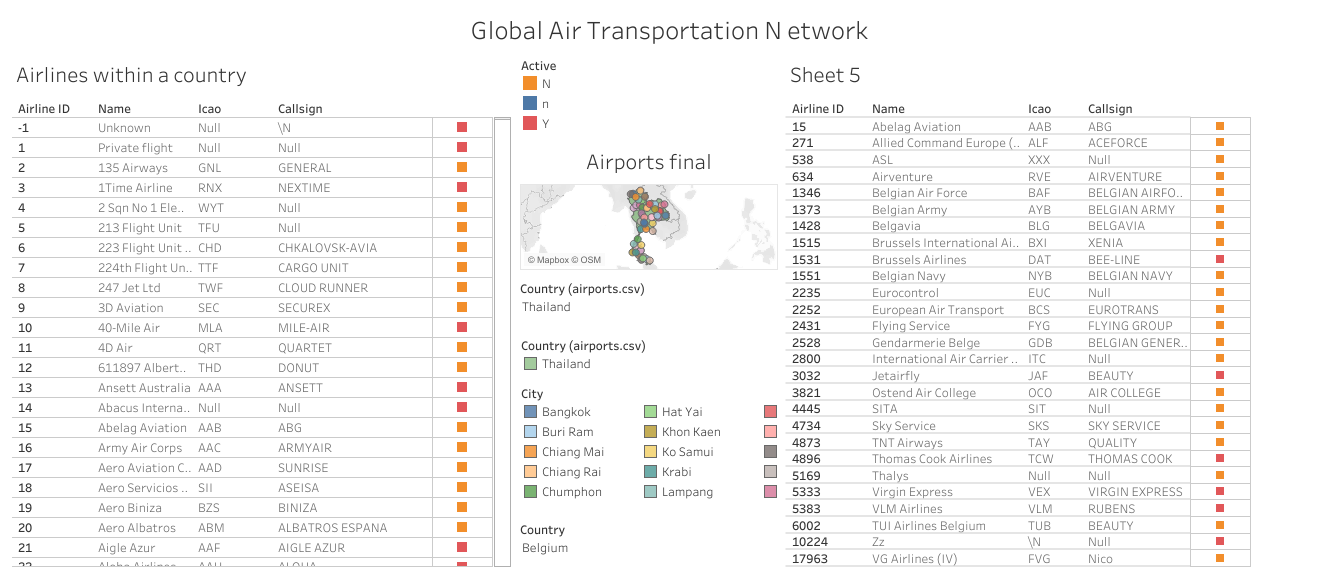 Global Air Transportation N etwork
Airlines within a country
Airline ID Name Icao Callsign
-1 Unknown Null \N
1 Private flight Null Null
2 135 Airways GNL GENERAL
3 1Time Airline RNX NEXTIME
4 2 Sqn No 1 Ele.. WYT Null
5 213 Flight Unit TFU Null
6 223 Flight Unit .. CHD CHKALOVSK-AVIA
7 224th Flight Un.. TTF CARGO UNIT
8 247 Jet Ltd TWF CLOUD RUNNER
9 3D Aviation SEC SECUREX
10 40-Mile Air MLA MILE-AIR
11 4D Air QRT QUARTET
12 611897 Albert.. THD DONUT
13 Ansett Australia AAA ANSETT
14 Abacus Interna.. Null Null
15 Abelag Aviation AAB ABG
16 Army Air Corps AAC ARMYAIR
17 Aero Aviation C.. AAD SUNRISE
18 Aero Servicios .. SII ASEISA
19 Aero Biniza BZS BINIZA
20 Aero Albatros ABM ALBATROS ESPANA
21 Aigle Azur AAF AIGLE AZUR
Active
N
n
Y
Airports final
© Mapbox © OSM
Country (airports.csv)
Thailand
Country (airports.csv)
Thailand
City
Bangkok Hat Yai
Buri Ram Khon Kaen
Chiang Mai Ko Samui
Chiang Rai Krabi
Chumphon Lampang
Country
Belgium
Sheet 5
Airline ID Name Icao Callsign
15 Abelag Aviation AAB ABG
271 Allied Command Europe (.. ALF ACEFORCE
538 ASL XXX Null
634 Airventure RVE AIRVENTURE
1346 Belgian Air Force BAF BELGIAN AIRFO..
1373 Belgian Army AYB BELGIAN ARMY
1428 Belgavia BLG BELGAVIA
1515 Brussels International Ai.. BXI XENIA
1531 Brussels Airlines DAT BEE-LINE
1551 Belgian Navy NYB BELGIAN NAVY
2235 Eurocontrol EUC Null
2252 European Air Transport BCS EUROTRANS
2431 Flying Service FYG FLYING GROUP
2528 Gendarmerie Belge GDB BELGIAN GENER..
2800 International Air Carrier .. ITC Null
3032 Jetairfly JAF BEAUTY
3821 Ostend Air College OCO AIR COLLEGE
4445 SITA SIT Null
4734 Sky Service SKS SKY SERVICE
4873 TNT Airways TAY QUALITY
4896 Thomas Cook Airlines TCW THOMAS COOK
5169 Thalys Null Null
5333 Virgin Express VEX VIRGIN EXPRESS
5383 VLM Airlines VLM RUBENS
6002 TUI Airlines Belgium TUB BEAUTY
10224 Zz \N Null
17963 VG Airlines (IV) FVG Nico